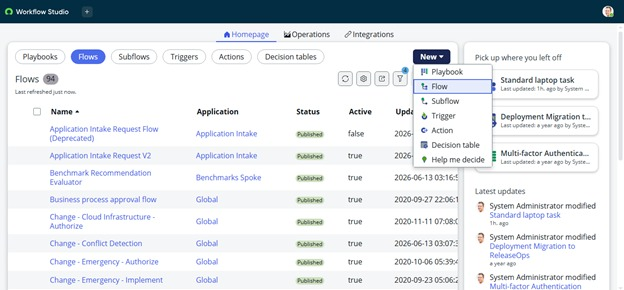 Workflow Studio
Homepage Operations Integrations
Playbooks Flows Subflows Triggers Actions Decision tables New
Flows 94
Last refreshed just now.
Name Application Status Active
Application Intake Request Flow
(Deprecated) Application Intake Published false 2026-
Application Intake Request V2 Application Intake Published true 2026-
Benchmark Recommendation
Evaluator Benchmarks Spoke Published true 2026-06-13 03:16:5
Business process approval flow Global Published true 2020-09-27 22:06:1
Change - Cloud Infrastructure -
Authorize Global Published true 2020-11-11 07:08:0
Change - Conflict Detection Global Published true 2026-06-13 03:07:3
Change - Emergency - Authorize Global Published true 2020-10-06 05:39:4
Change - Emergency - Implement Global Published true 2020-09-23 05:06:2
Playbook
Flow
Subflow
Trigger
Action
Decision table
Help me decide
Pick up where you left off
Standard laptop task
Last updated: 1h. ago by System ...
Deployment Migration t...
Last updated: a year ago by Syste...
Multi-factor Authentica...
Last updated: a year ago by Syste...
Latest updates
System Administrator modified
Standard laptop task
1h. ago
System Administrator modified
Deployment Migration to
ReleaseOps
a year ago
System Administrator modified
Multi-factor Authentication